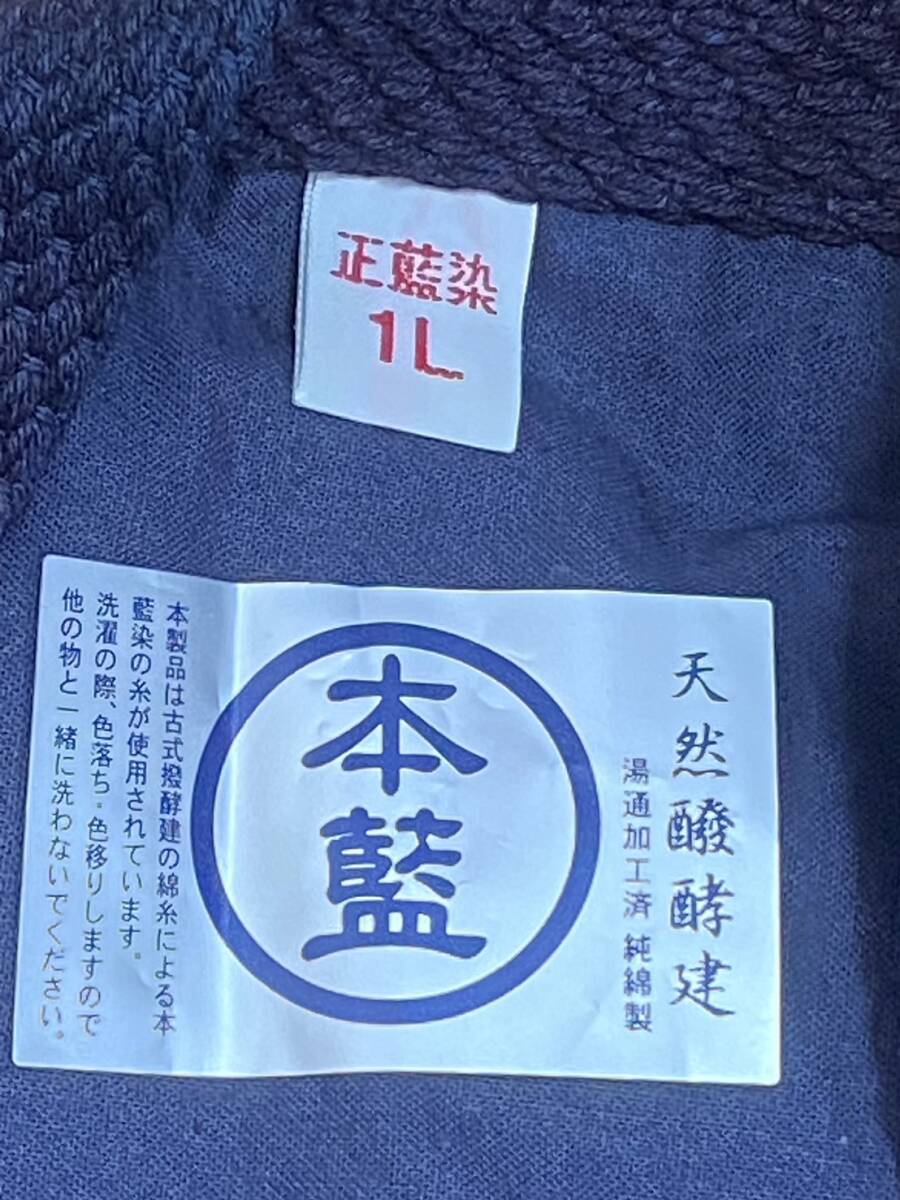 正藍染
1L
天然醱酵建
湯通加工済 純綿製
本藍
本製品は古式撥酵建の綿糸による本
藍染の糸が使用されています。
洗濯の際、色落ち・色移りしますので
他の物と一緒に洗わないでください。